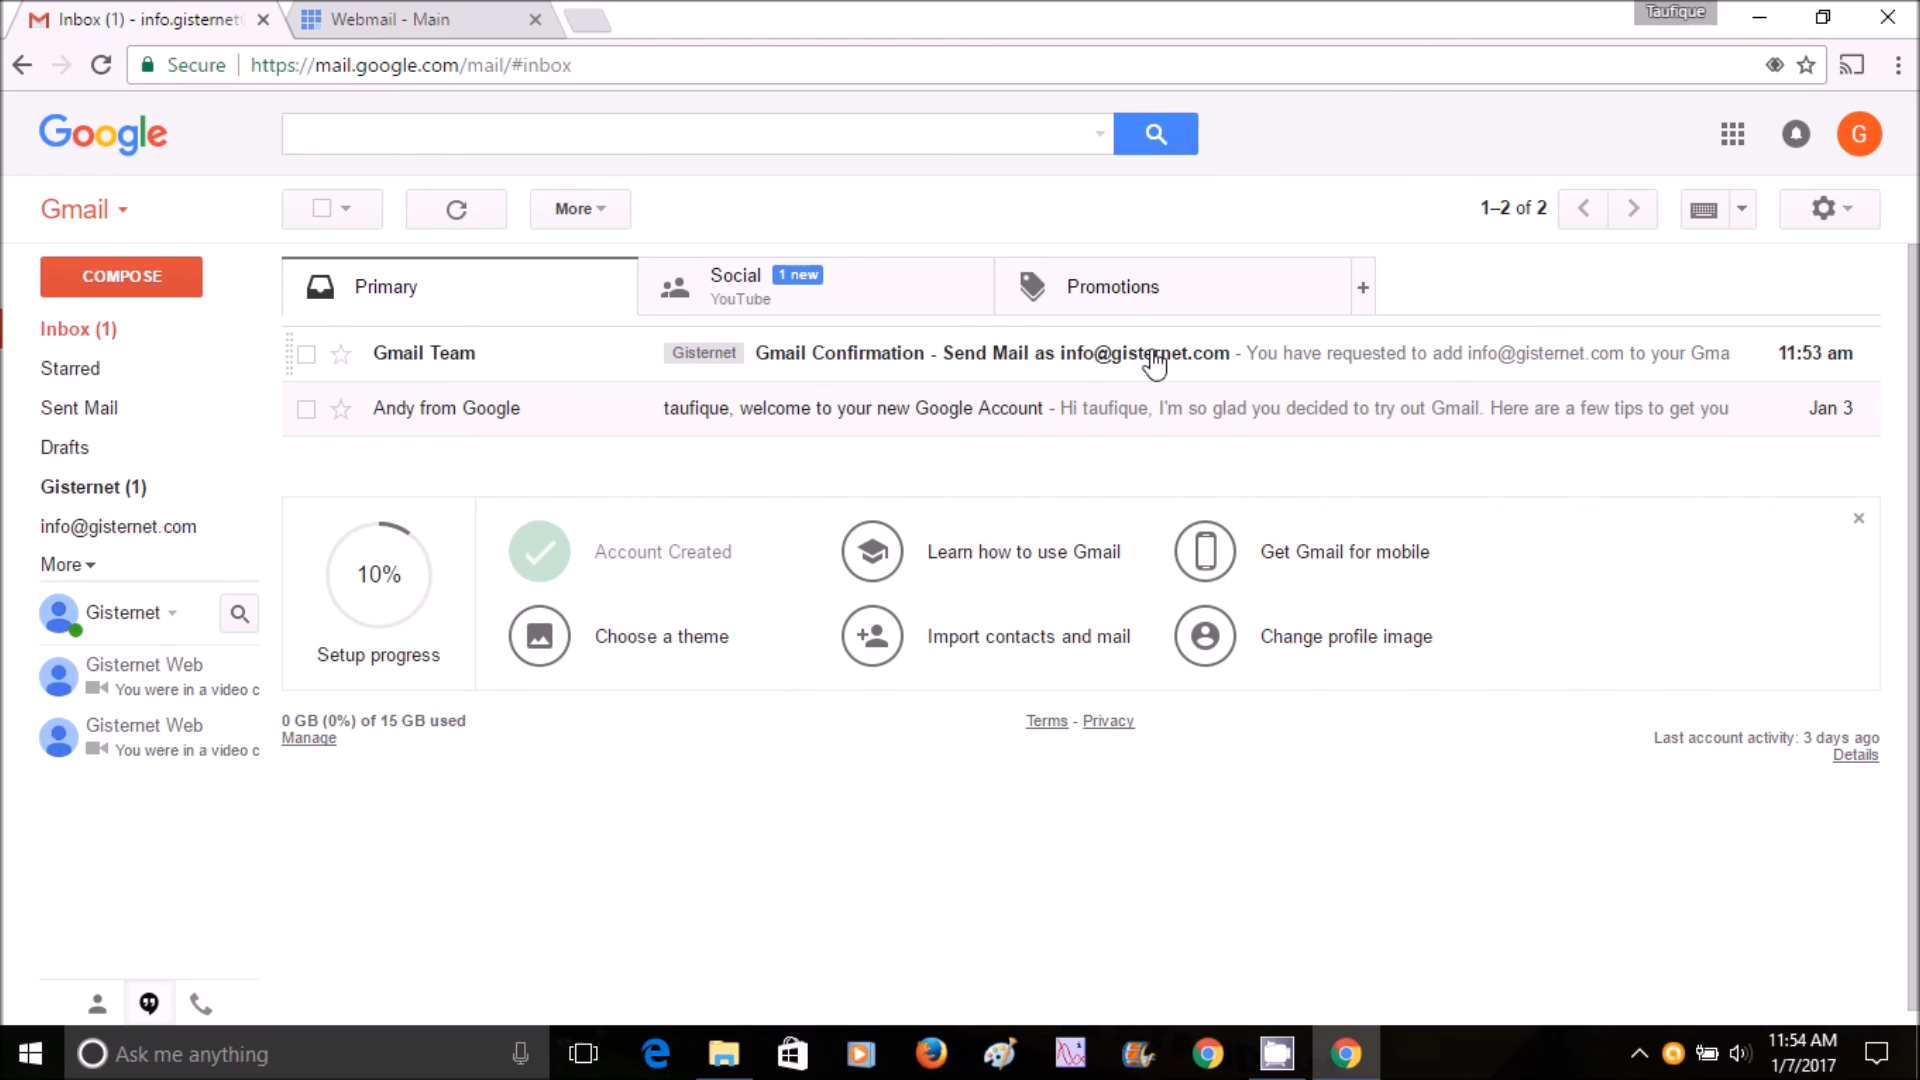 Inbox (1) - info.gisternet
Webmail - Main
Taufique
Secure
https://mail.google.com/mail/#inbox
Google
G
Gmail
More
1–2 of 2
COMPOSE
Primary
Social 1 new
YouTube
Promotions
+
Inbox (1)
Starred
Sent Mail
Drafts
Gisternet (1)
info@gisternet.com
More
Gmail Team Gisternet Gmail Confirmation - Send Mail as info@gisternet.com - You have requested to add info@gisternet.com to your Gma 11:53 am
Andy from Google taufique, welcome to your new Google Account - Hi taufique, I'm so glad you decided to try out Gmail. Here are a few tips to get you Jan 3
10%
Setup progress
Account Created
Learn how to use Gmail
Get Gmail for mobile
Choose a theme
Import contacts and mail
Change profile image
Gisternet
Gisternet Web
You were in a video c
Gisternet Web
You were in a video c
0 GB (0%) of 15 GB used
Manage
Terms - Privacy
Last account activity: 3 days ago
Details
Ask me anything
11:54 AM
1/7/2017